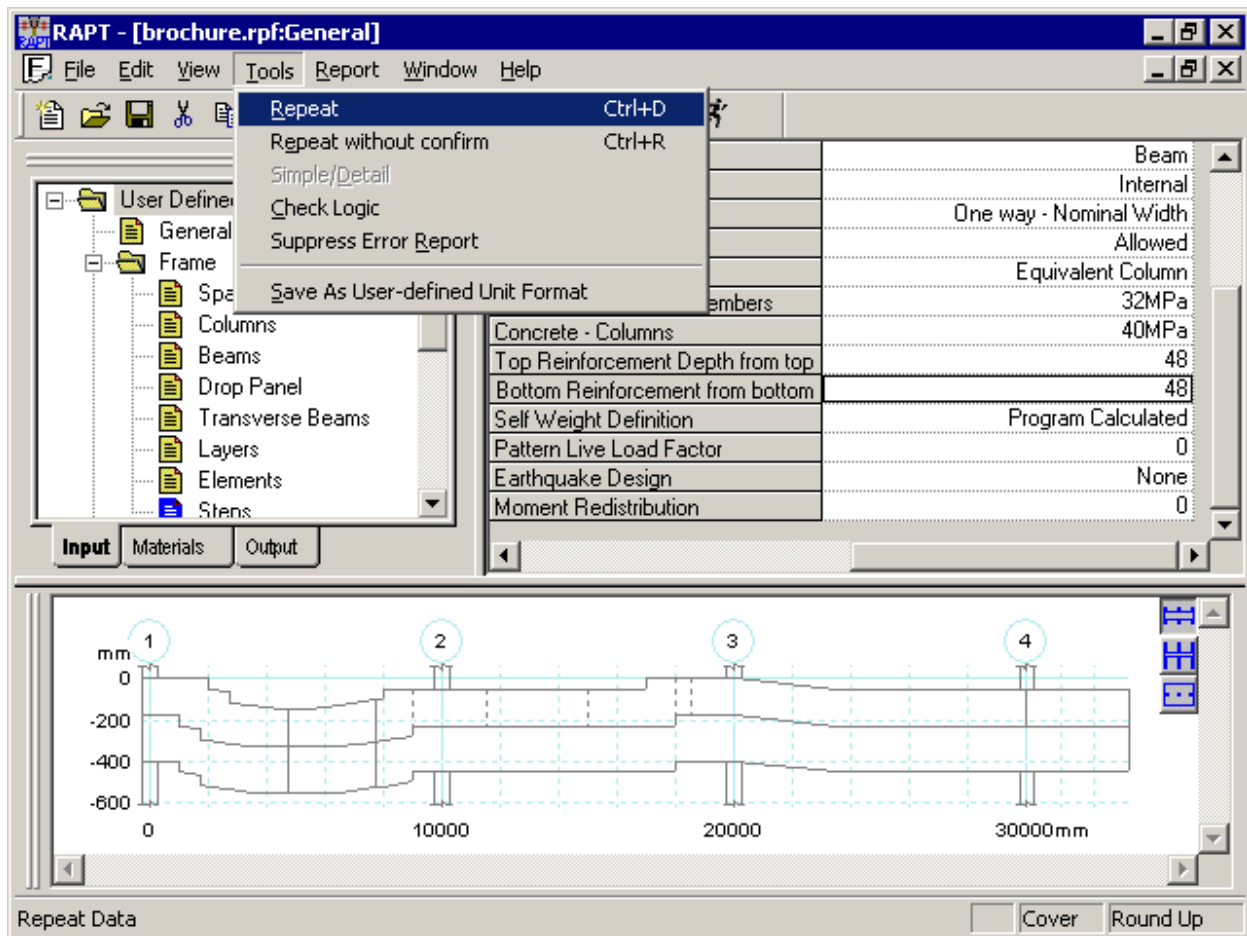 RAPT - [brochure.rpf:General]
File Edit View Tools Report Window Help
Repeat Ctrl+D
Repeat without confirm Ctrl+R
Simple/Detail
Check Logic
Suppress Error Report
Save As User-defined Unit Format
User Define
General
Frame
Spa
Columns
Beams
Drop Panel
Transverse Beams
Layers
Elements
Steps
Input Materials Output
Beam
Internal
One way - Nominal Width
Allowed
Equivalent Column
embers 32MPa
Concrete - Columns 40MPa
Top Reinforcement Depth from top 48
Bottom Reinforcement from bottom 48
Self Weight Definition Program Calculated
Pattern Live Load Factor 0
Earthquake Design None
Moment Redistribution 0
1 2 3 4
mm
0
-200
-400
-600
0 10000 20000 30000mm
Repeat Data Cover Round Up